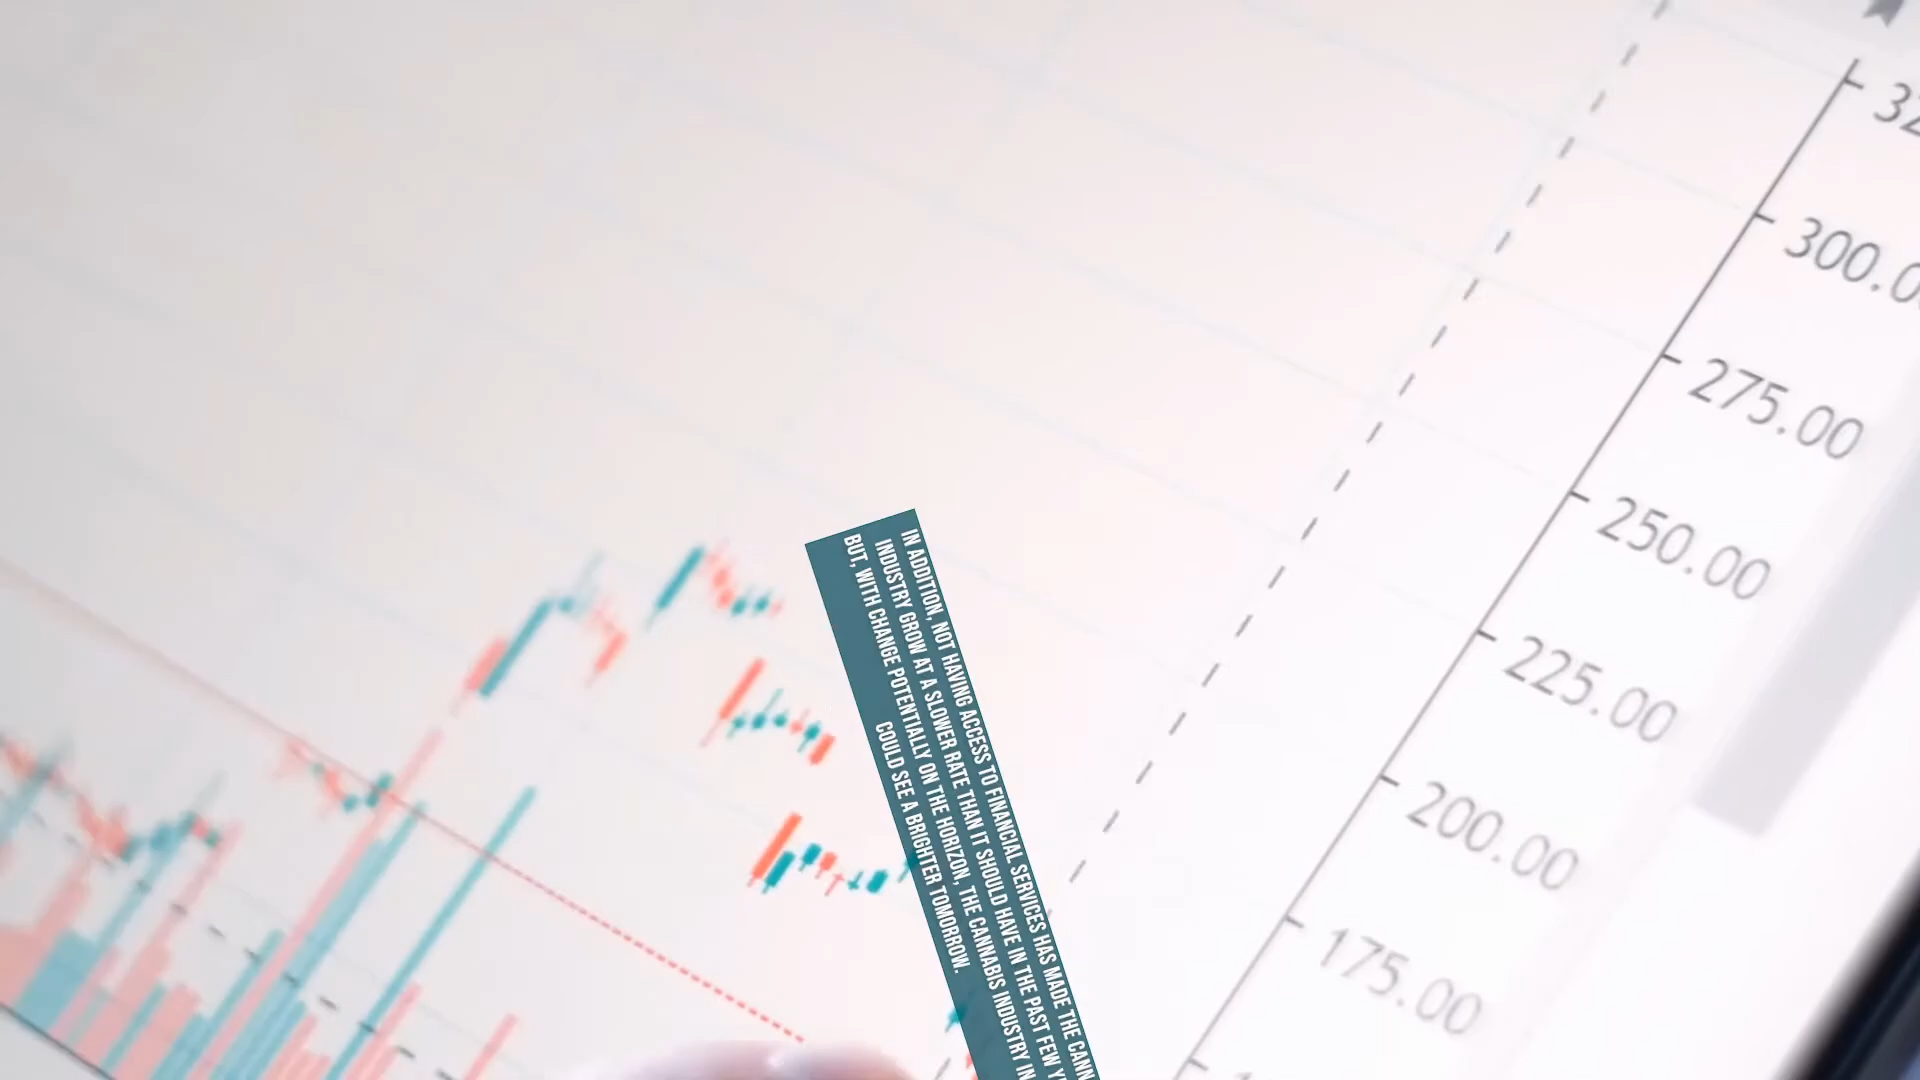 IN ADDITION, NOT HAVING ACCESS TO FINANCIAL SERVICES HAS MADE THE
INDUSTRY GROW AT A SLOWER RATE THAN IT SHOULD HAVE IN THE PAST FEW
BUT, WITH CHANGE POTENTIALLY ON THE HORIZON, THE CANNABIS INDUSTRY IN
COULD SEE A BRIGHTER TOMORROW.
300.0
275.00
250.00
225.00
200.00
175.00